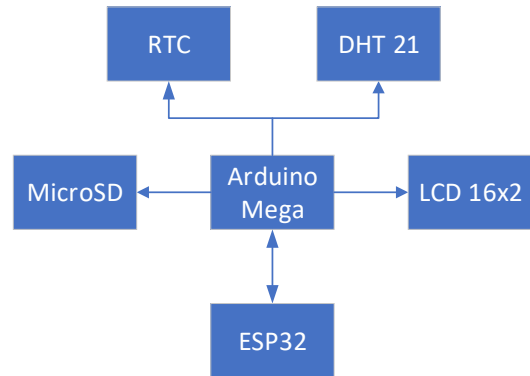 RTC
DHT 21
MicroSD
Arduino
Mega
LCD 16x2
ESP32